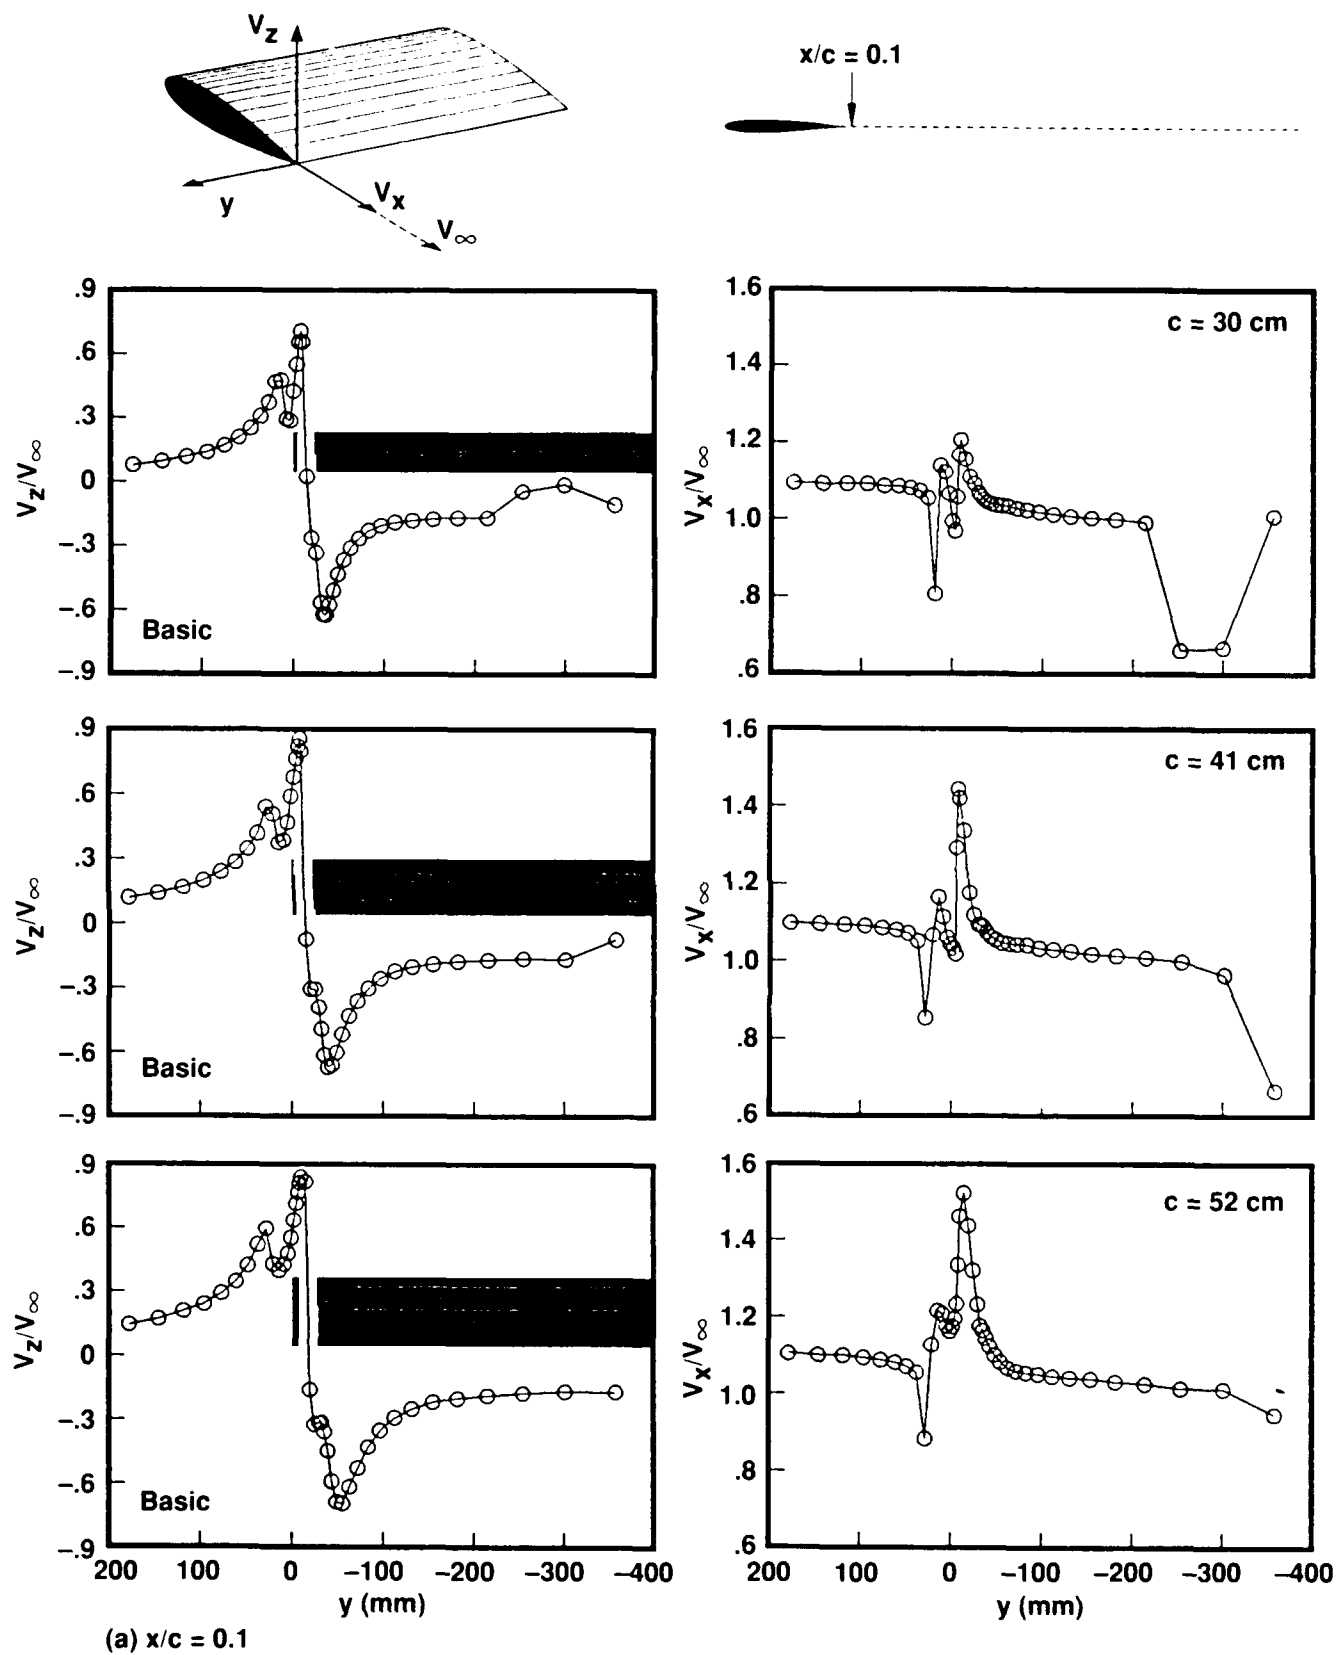 V_z
x/c = 0.1
y
V_x
V_∞
.9
.6
.3
0
–.3
–.6
–.9
V_z/V_∞
Basic
1.6
1.4
1.2
1.0
.8
.6
V_x/V_∞
c = 30 cm
.9
.6
.3
0
–.3
–.6
–.9
V_z/V_∞
Basic
1.6
1.4
1.2
1.0
.8
.6
V_x/V_∞
c = 41 cm
.9
.6
.3
0
–.3
–.6
–.9
V_z/V_∞
Basic
200 100 0 –100 –200 –300 –400
y (mm)
1.6
1.4
1.2
1.0
.8
.6
V_x/V_∞
c = 52 cm
200 100 0 –100 –200 –300 –400
y (mm)
(a) x/c = 0.1